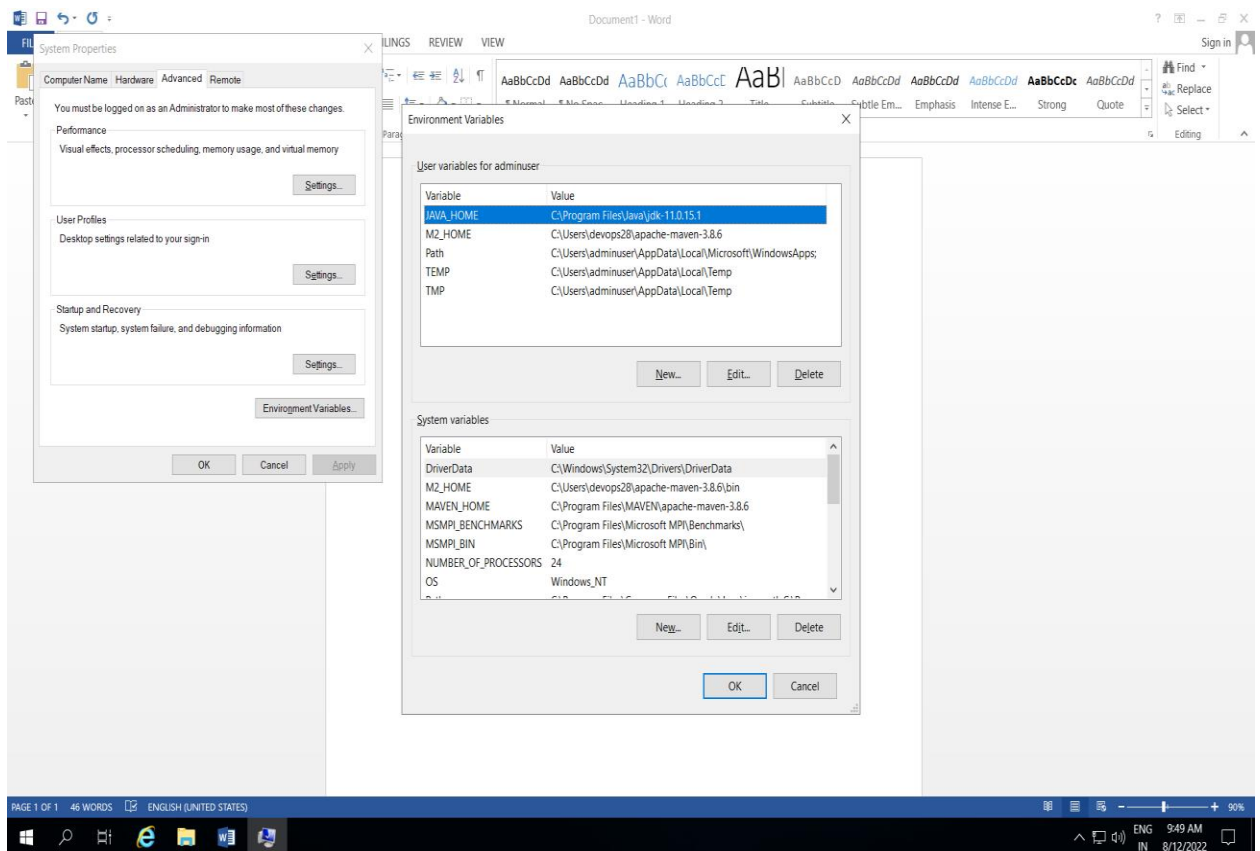 Document1 - Word
?
FIL
LINGS REVIEW VIEW
Sign in
Paste
AaBbCcDd AaBbCcDd AaBbCc AaBbCcC AaB AaBbCcD AaBbCcDd AaBbCcDd AaBbCcDd AaBbCcDc AaBbCcDd
Subtle Em... Emphasis Intense E... Strong Quote
Find
Replace
Select
Editing
Parag
System Properties
Computer Name Hardware Advanced Remote
You must be logged on as an Administrator to make most of these changes.
Performance
Visual effects, processor scheduling, memory usage, and virtual memory
Settings...
User Profiles
Desktop settings related to your sign-in
Settings...
Startup and Recovery
System startup, system failure, and debugging information
Settings...
Environment Variables...
OK Cancel Apply
Environment Variables
User variables for adminuser
Variable Value
JAVA_HOME C:\Program Files\Java\jdk-11.0.15.1
M2_HOME C:\Users\devops28\apache-maven-3.8.6
Path C:\Users\adminuser\AppData\Local\Microsoft\WindowsApps;
TEMP C:\Users\adminuser\AppData\Local\Temp
TMP C:\Users\adminuser\AppData\Local\Temp
New... Edit... Delete
System variables
Variable Value
DriverData C:\Windows\System32\Drivers\DriverData
M2_HOME C:\Users\devops28\apache-maven-3.8.6\bin
MAVEN_HOME C:\Program Files\MAVEN\apache-maven-3.8.6
MSMPI_BENCHMARKS C:\Program Files\Microsoft MPI\Benchmarks\
MSMPI_BIN C:\Program Files\Microsoft MPI\Bin\
NUMBER_OF_PROCESSORS 24
OS Windows_NT
New... Edit... Delete
OK Cancel
PAGE 1 OF 1 46 WORDS ENGLISH (UNITED STATES)
90%
ENG 9:49 AM
IN 8/12/2022